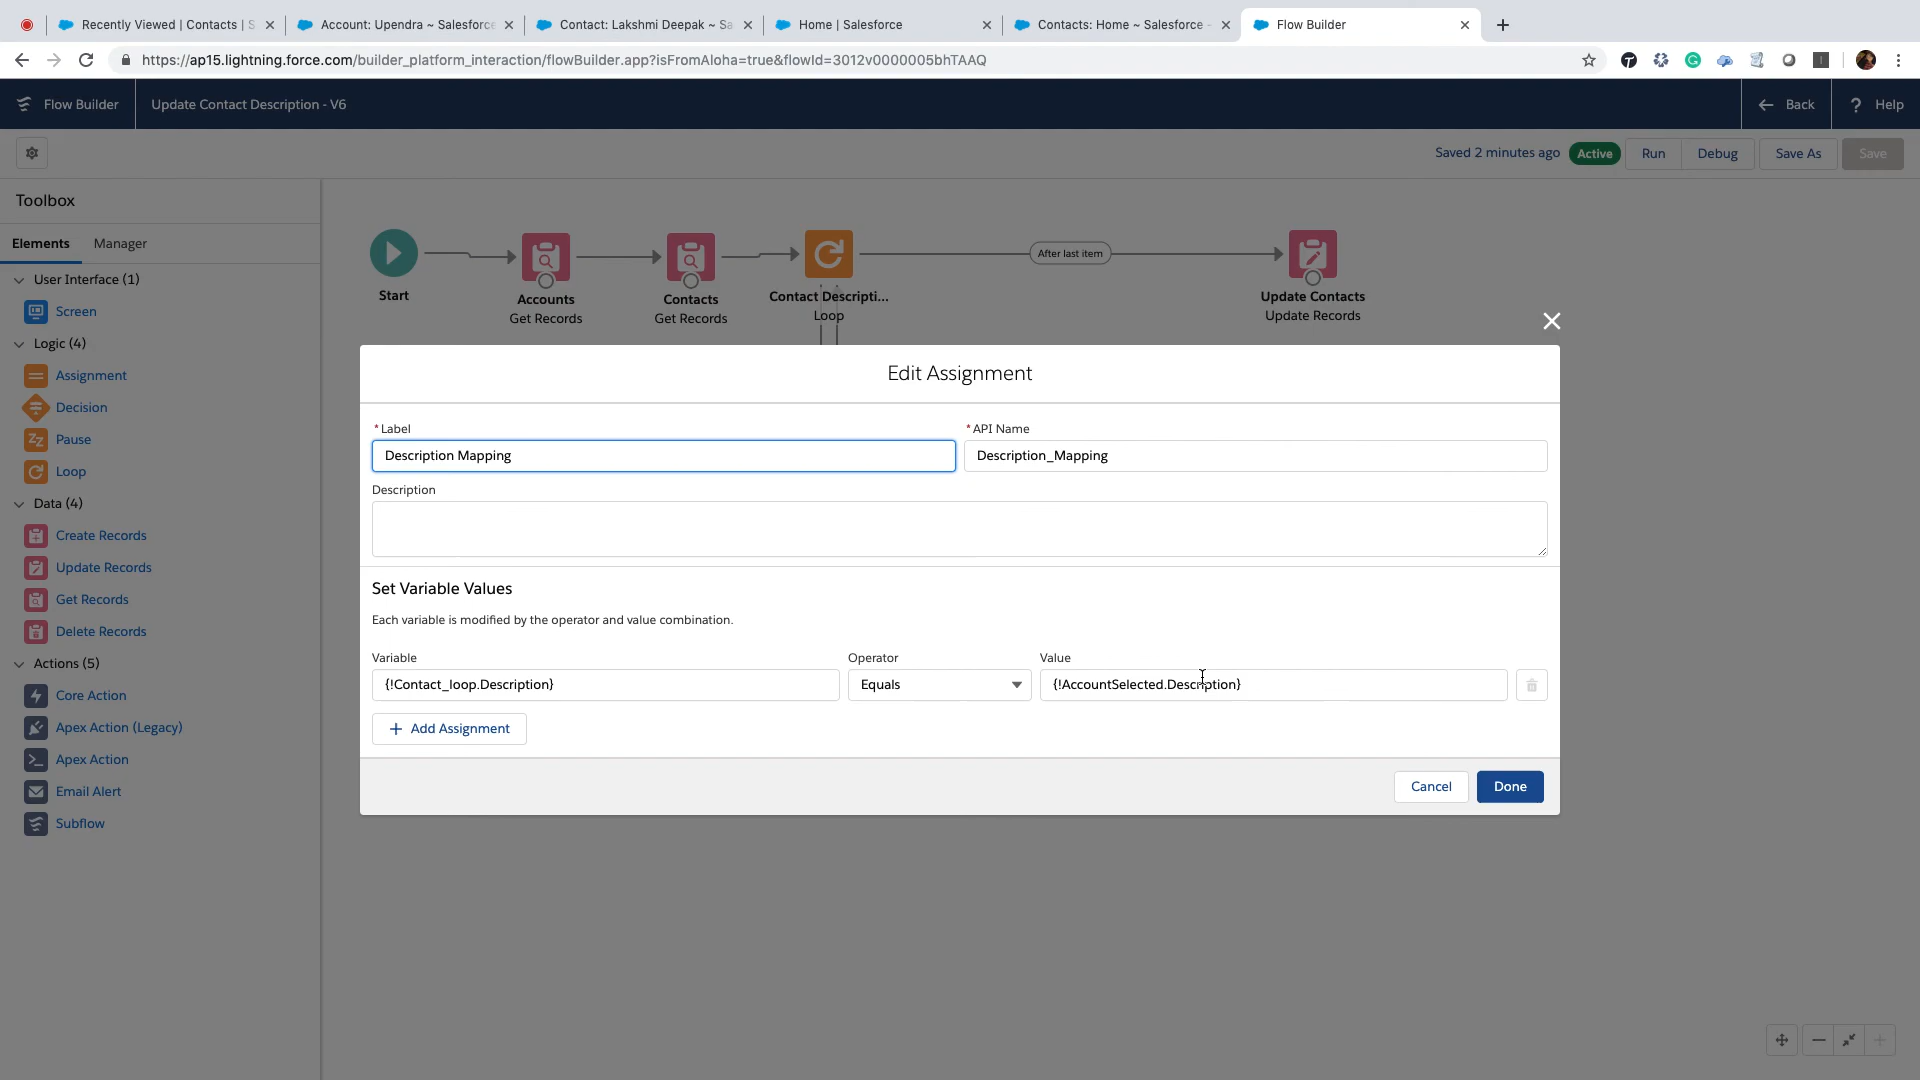 Recently Viewed | Contacts | S
Account: Upendra ~ Salesforce
Contact: Lakshmi Deepak ~ Sa
Home | Salesforce
Contacts: Home ~ Salesforce -
Flow Builder
https://ap15.lightning.force.com/builder_platform_interaction/flowBuilder.app?isFromAloha=true&flowId=3012v0000005bhTAAQ
Flow Builder
Update Contact Description - V6
Back
? Help
Saved 2 minutes ago
Active
Run
Debug
Save As
Save
Toolbox
Elements
Manager
User Interface (1)
Screen
Logic (4)
Assignment
Decision
Pause
Loop
Data (4)
Create Records
Update Records
Get Records
Delete Records
Actions (5)
Core Action
Apex Action (Legacy)
Apex Action
Email Alert
Subflow
Start
Accounts
Get Records
Contacts
Get Records
Contact Descripti...
Loop
After last item
Update Contacts
Update Records
Edit Assignment
* Label
Description Mapping
* API Name
Description_Mapping
Description
Set Variable Values
Each variable is modified by the operator and value combination.
Variable
Operator
Value
{!Contact_loop.Description}
Equals
{!AccountSelected.Description}
+ Add Assignment
Cancel
Done